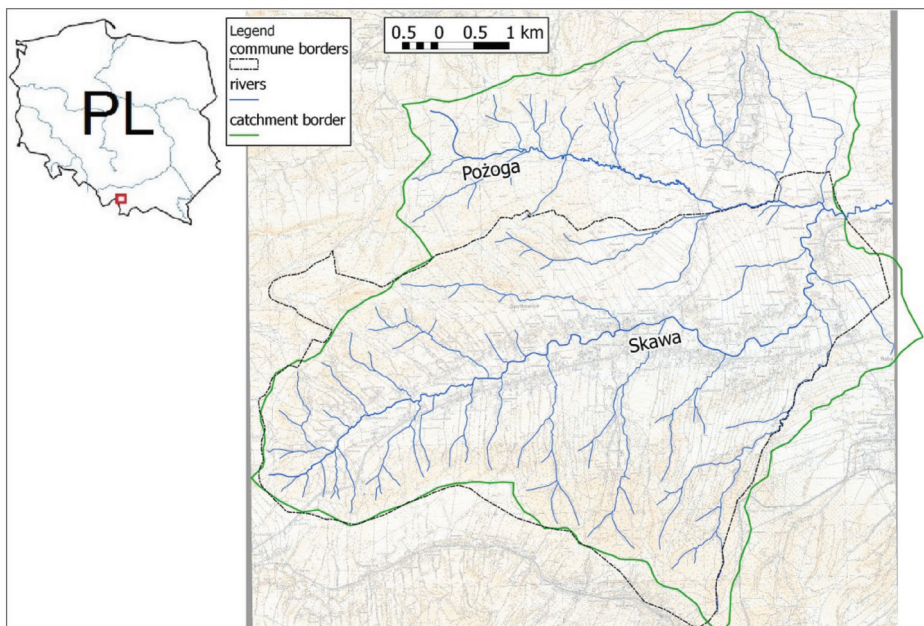 PL
Legend
commune borders
rivers
catchment border
0.5 0 0.5 1 km
Pożoga
Skawa